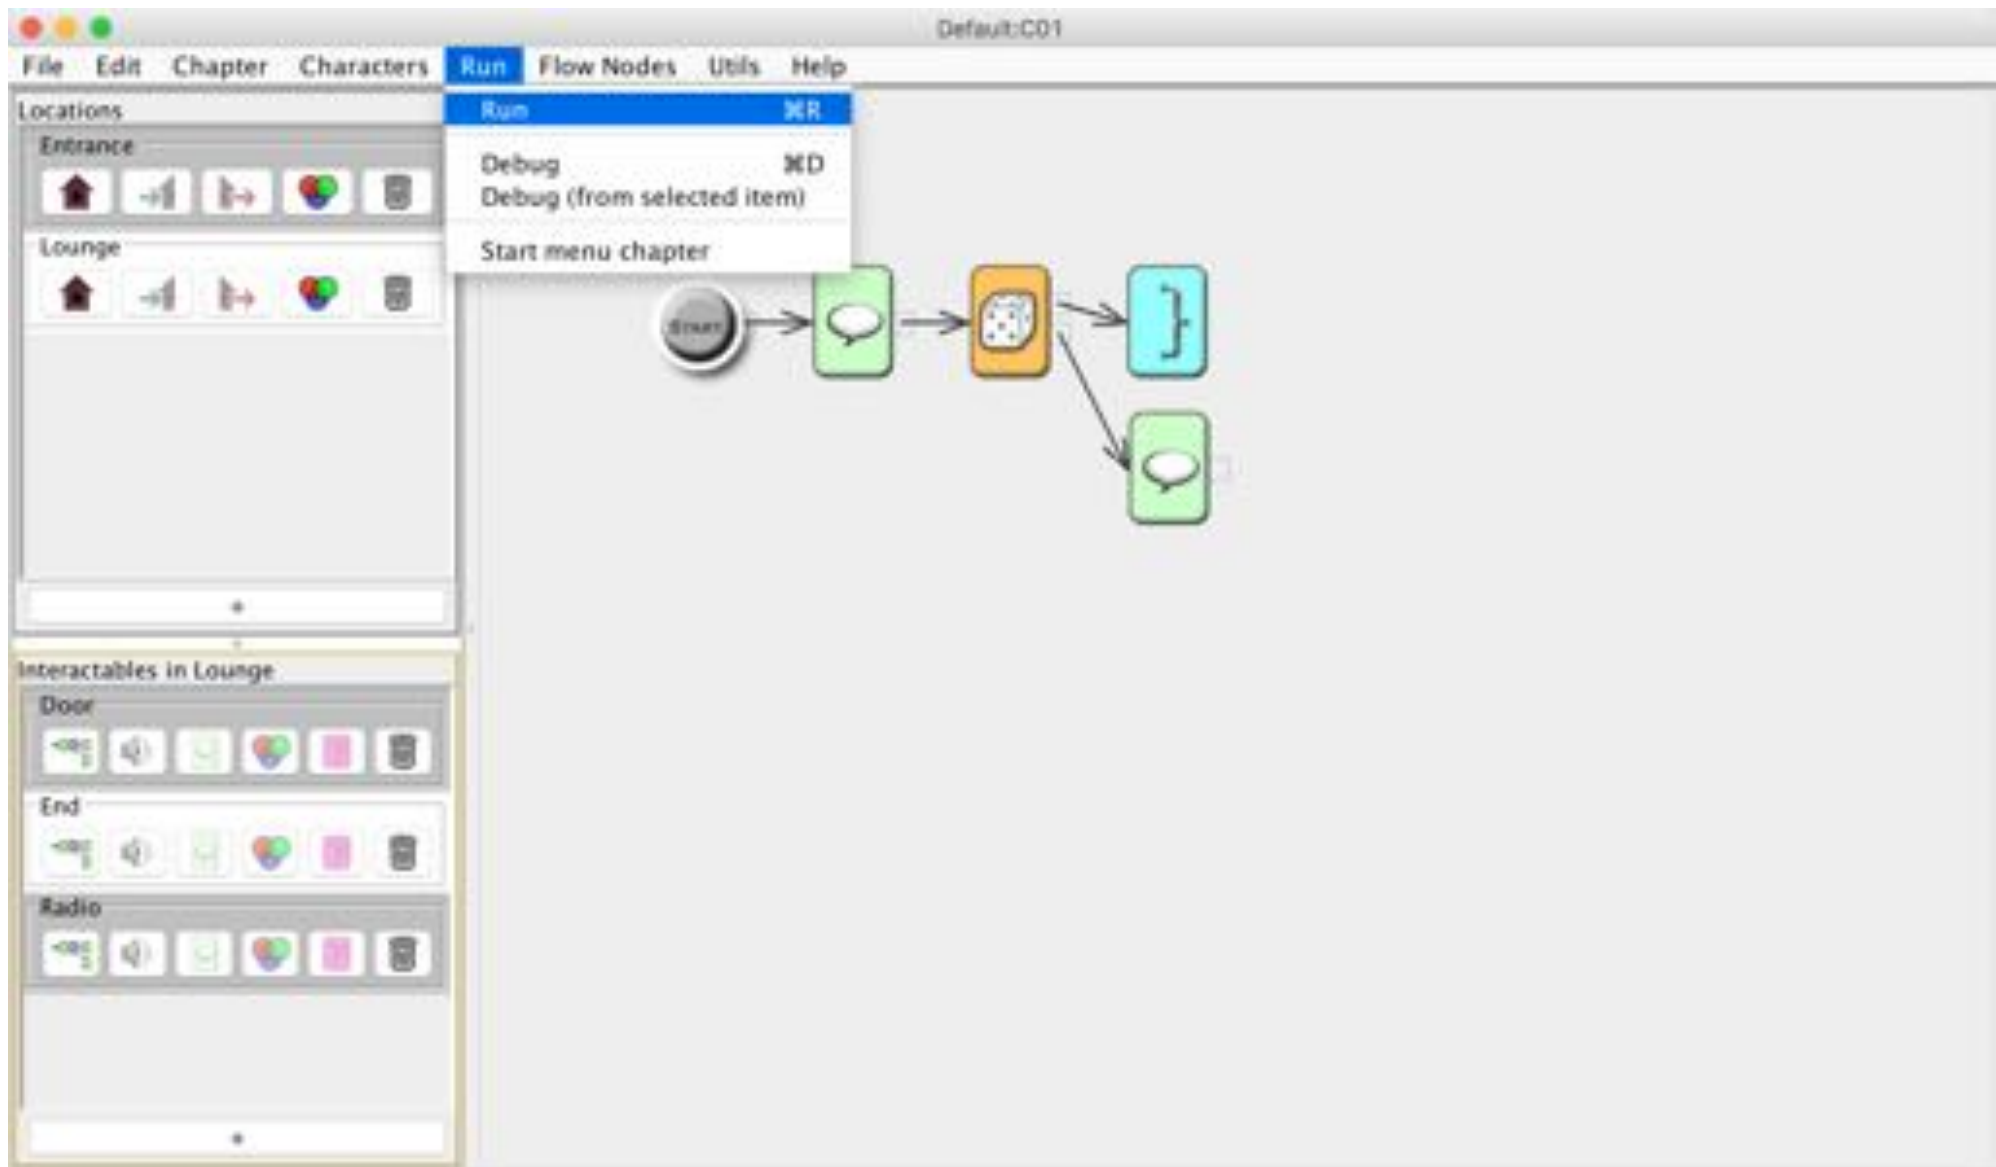 Default:C01
File Edit Chapter Characters Run Flow Nodes Utils Help
Locations
Entrance
Lounge
Run ⌘R
Debug ⌘D
Debug (from selected item)
Start menu chapter
START
Interactables in Lounge
Door
End
Radio